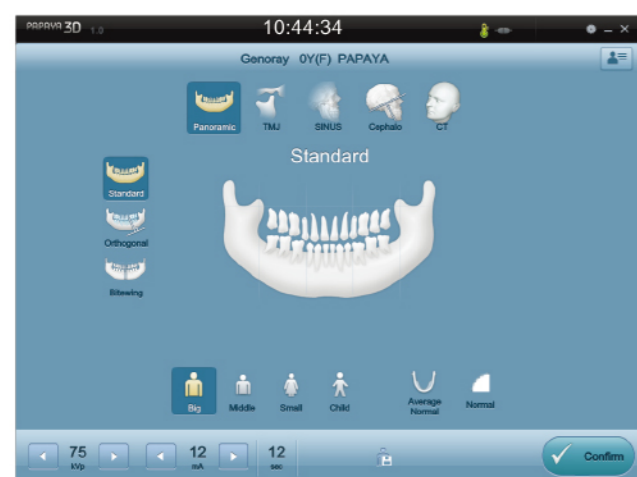 PAPAYA 3D 1.0
10:44:34
Genoray 0Y(F) PAPAYA
Panoramic
TMJ
SINUS
Cephalo
CT
Standard
Standard
Orthogonal
Bitewing
Big
Middle
Small
Child
Average
Normal
Normal
75
kVp
12
mA
12
sec
Confirm